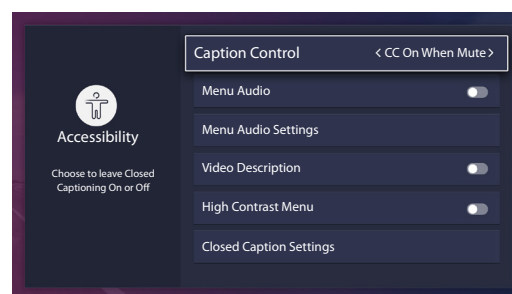 Accessibility
Choose to leave Closed
Captioning On or Off
Caption Control < CC On When Mute >
Menu Audio
Menu Audio Settings
Video Description
High Contrast Menu
Closed Caption Settings